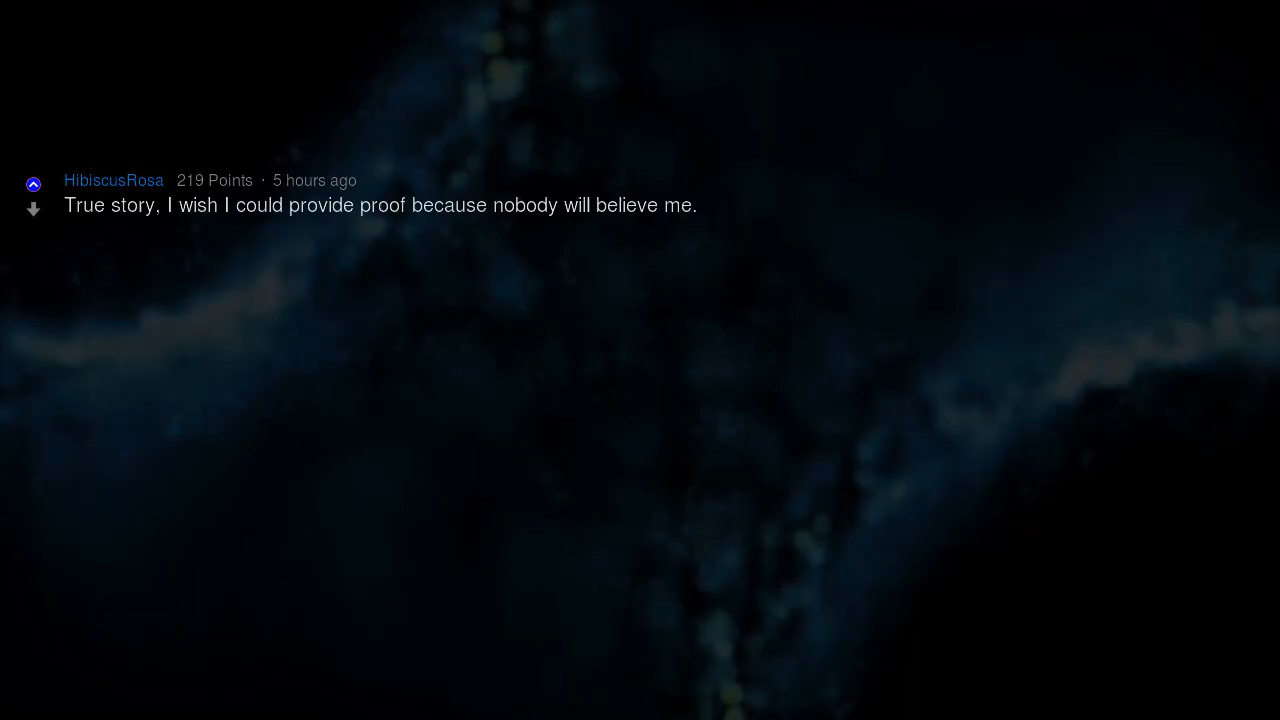 HibiscusRosa 219 Points · 5 hours ago
True story, I wish I could provide proof because nobody will believe me.